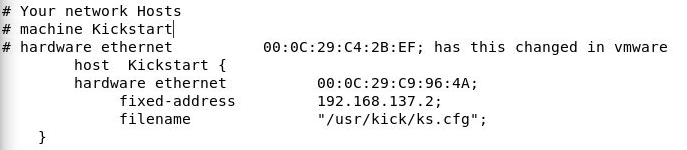 # Your network Hosts
# machine Kickstart
# hardware ethernet 00:0C:29:C4:2B:EF; has this changed in vmware
host Kickstart {
hardware ethernet 00:0C:29:C9:96:4A;
fixed-address 192.168.137.2;
filename "/usr/kick/ks.cfg";
}